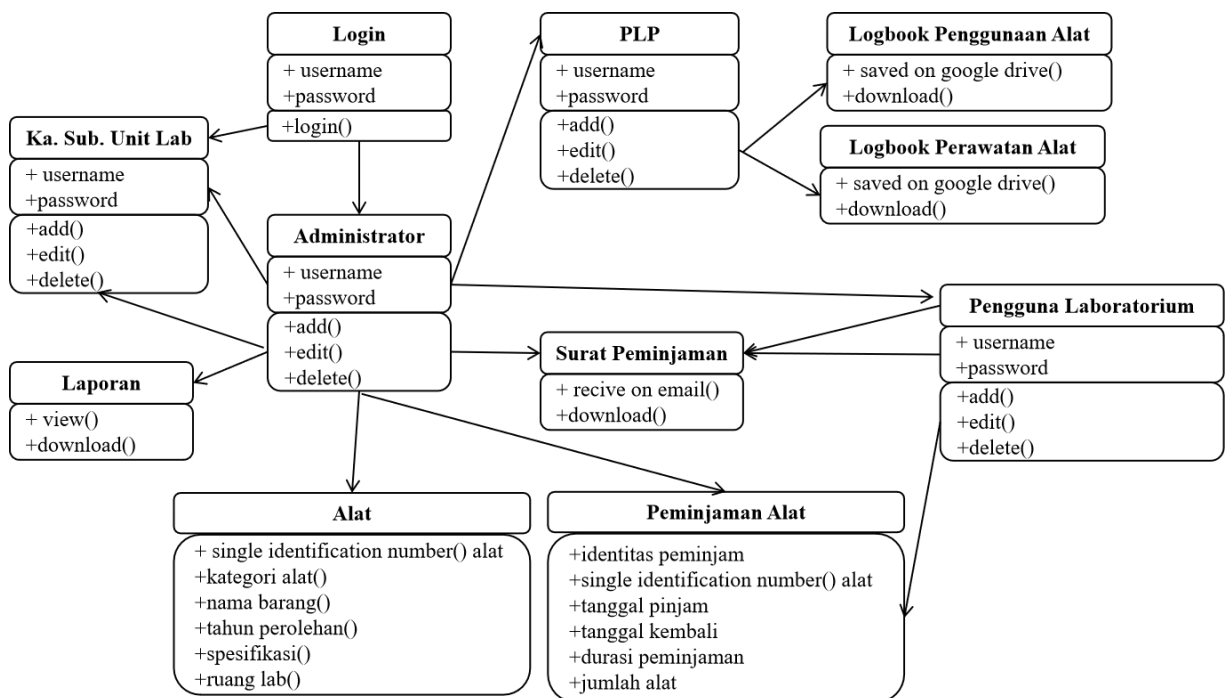 Login
+ username
+password
+login()
PLP
+ username
+password
+add()
+edit()
+delete()
Logbook Penggunaan Alat
+ saved on google drive()
+download()
Logbook Perawatan Alat
+ saved on google drive()
+download()
Ka. Sub. Unit Lab
+ username
+password
+add()
+edit()
+delete()
Administrator
+ username
+password
+add()
+edit()
+delete()
Pengguna Laboratorium
+ username
+password
+add()
+edit()
+delete()
Surat Peminjaman
+ recive on email()
+download()
Laporan
+ view()
+download()
Alat
+ single identification number() alat
+kategori alat()
+nama barang()
+tahun perolehan()
+spesifikasi()
+ruang lab()
Peminjaman Alat
+identitas peminjam
+single identification number() alat
+tanggal pinjam
+tanggal kembali
+durasi peminjaman
+jumlah alat